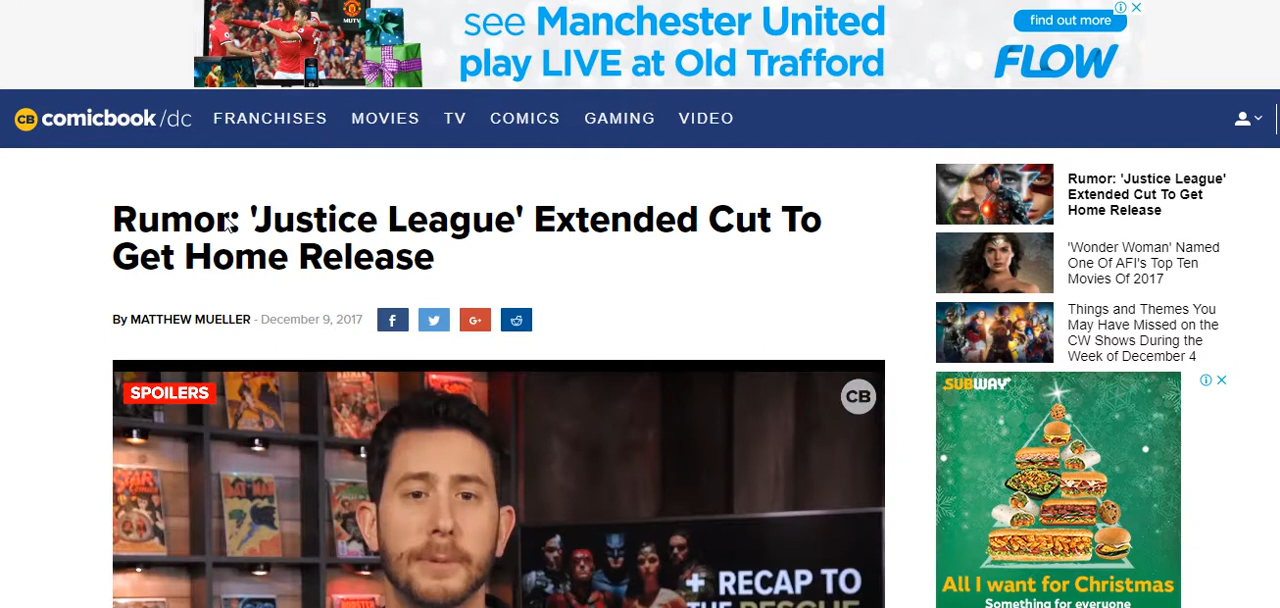 see Manchester United
play LIVE at Old Trafford
find out more
FLOW
MUTV
CB comicbook/dc
FRANCHISES
MOVIES
TV
COMICS
GAMING
VIDEO
Rumor: 'Justice League' Extended Cut To
Get Home Release
By MATTHEW MUELLER - December 9, 2017
SPOILERS
CB
+ RECAP TO
THE RESCUE
Rumor: 'Justice League'
Extended Cut To Get
Home Release
'Wonder Woman' Named
One Of AFI's Top Ten
Movies Of 2017
Things and Themes You
May Have Missed on the
CW Shows During the
Week of December 4
SUBWAY
All I want for Christmas
Something for everyone